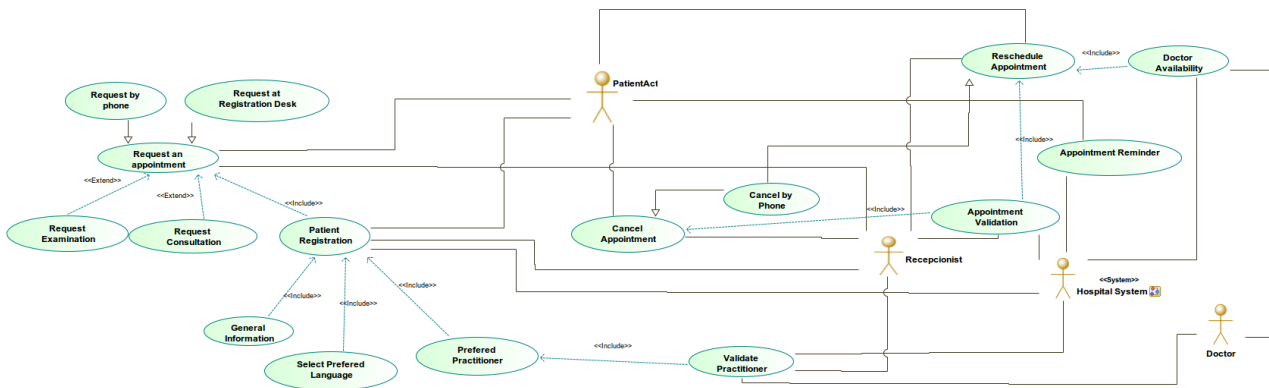 Reschedule
Appointment
<<Include>>
Doctor
Availability
PatientAct
Request by
phone
Request at
Registration Desk
<<Include>>
Request an
appointment
Appointment Reminder
<<Extend>>
<<Extend>>
<<Include>>
Cancel by
Phone
<<Include>>
Appointment
Validation
Request
Examination
Request
Consultation
Patient
Registration
Cancel
Appointment
Recepcionist
<<System>>
Hospital System
<<Include>>
<<Include>>
<<Include>>
General
Information
Select Prefered
Language
Prefered
Practitioner
<<Include>>
Validate
Practitioner
Doctor